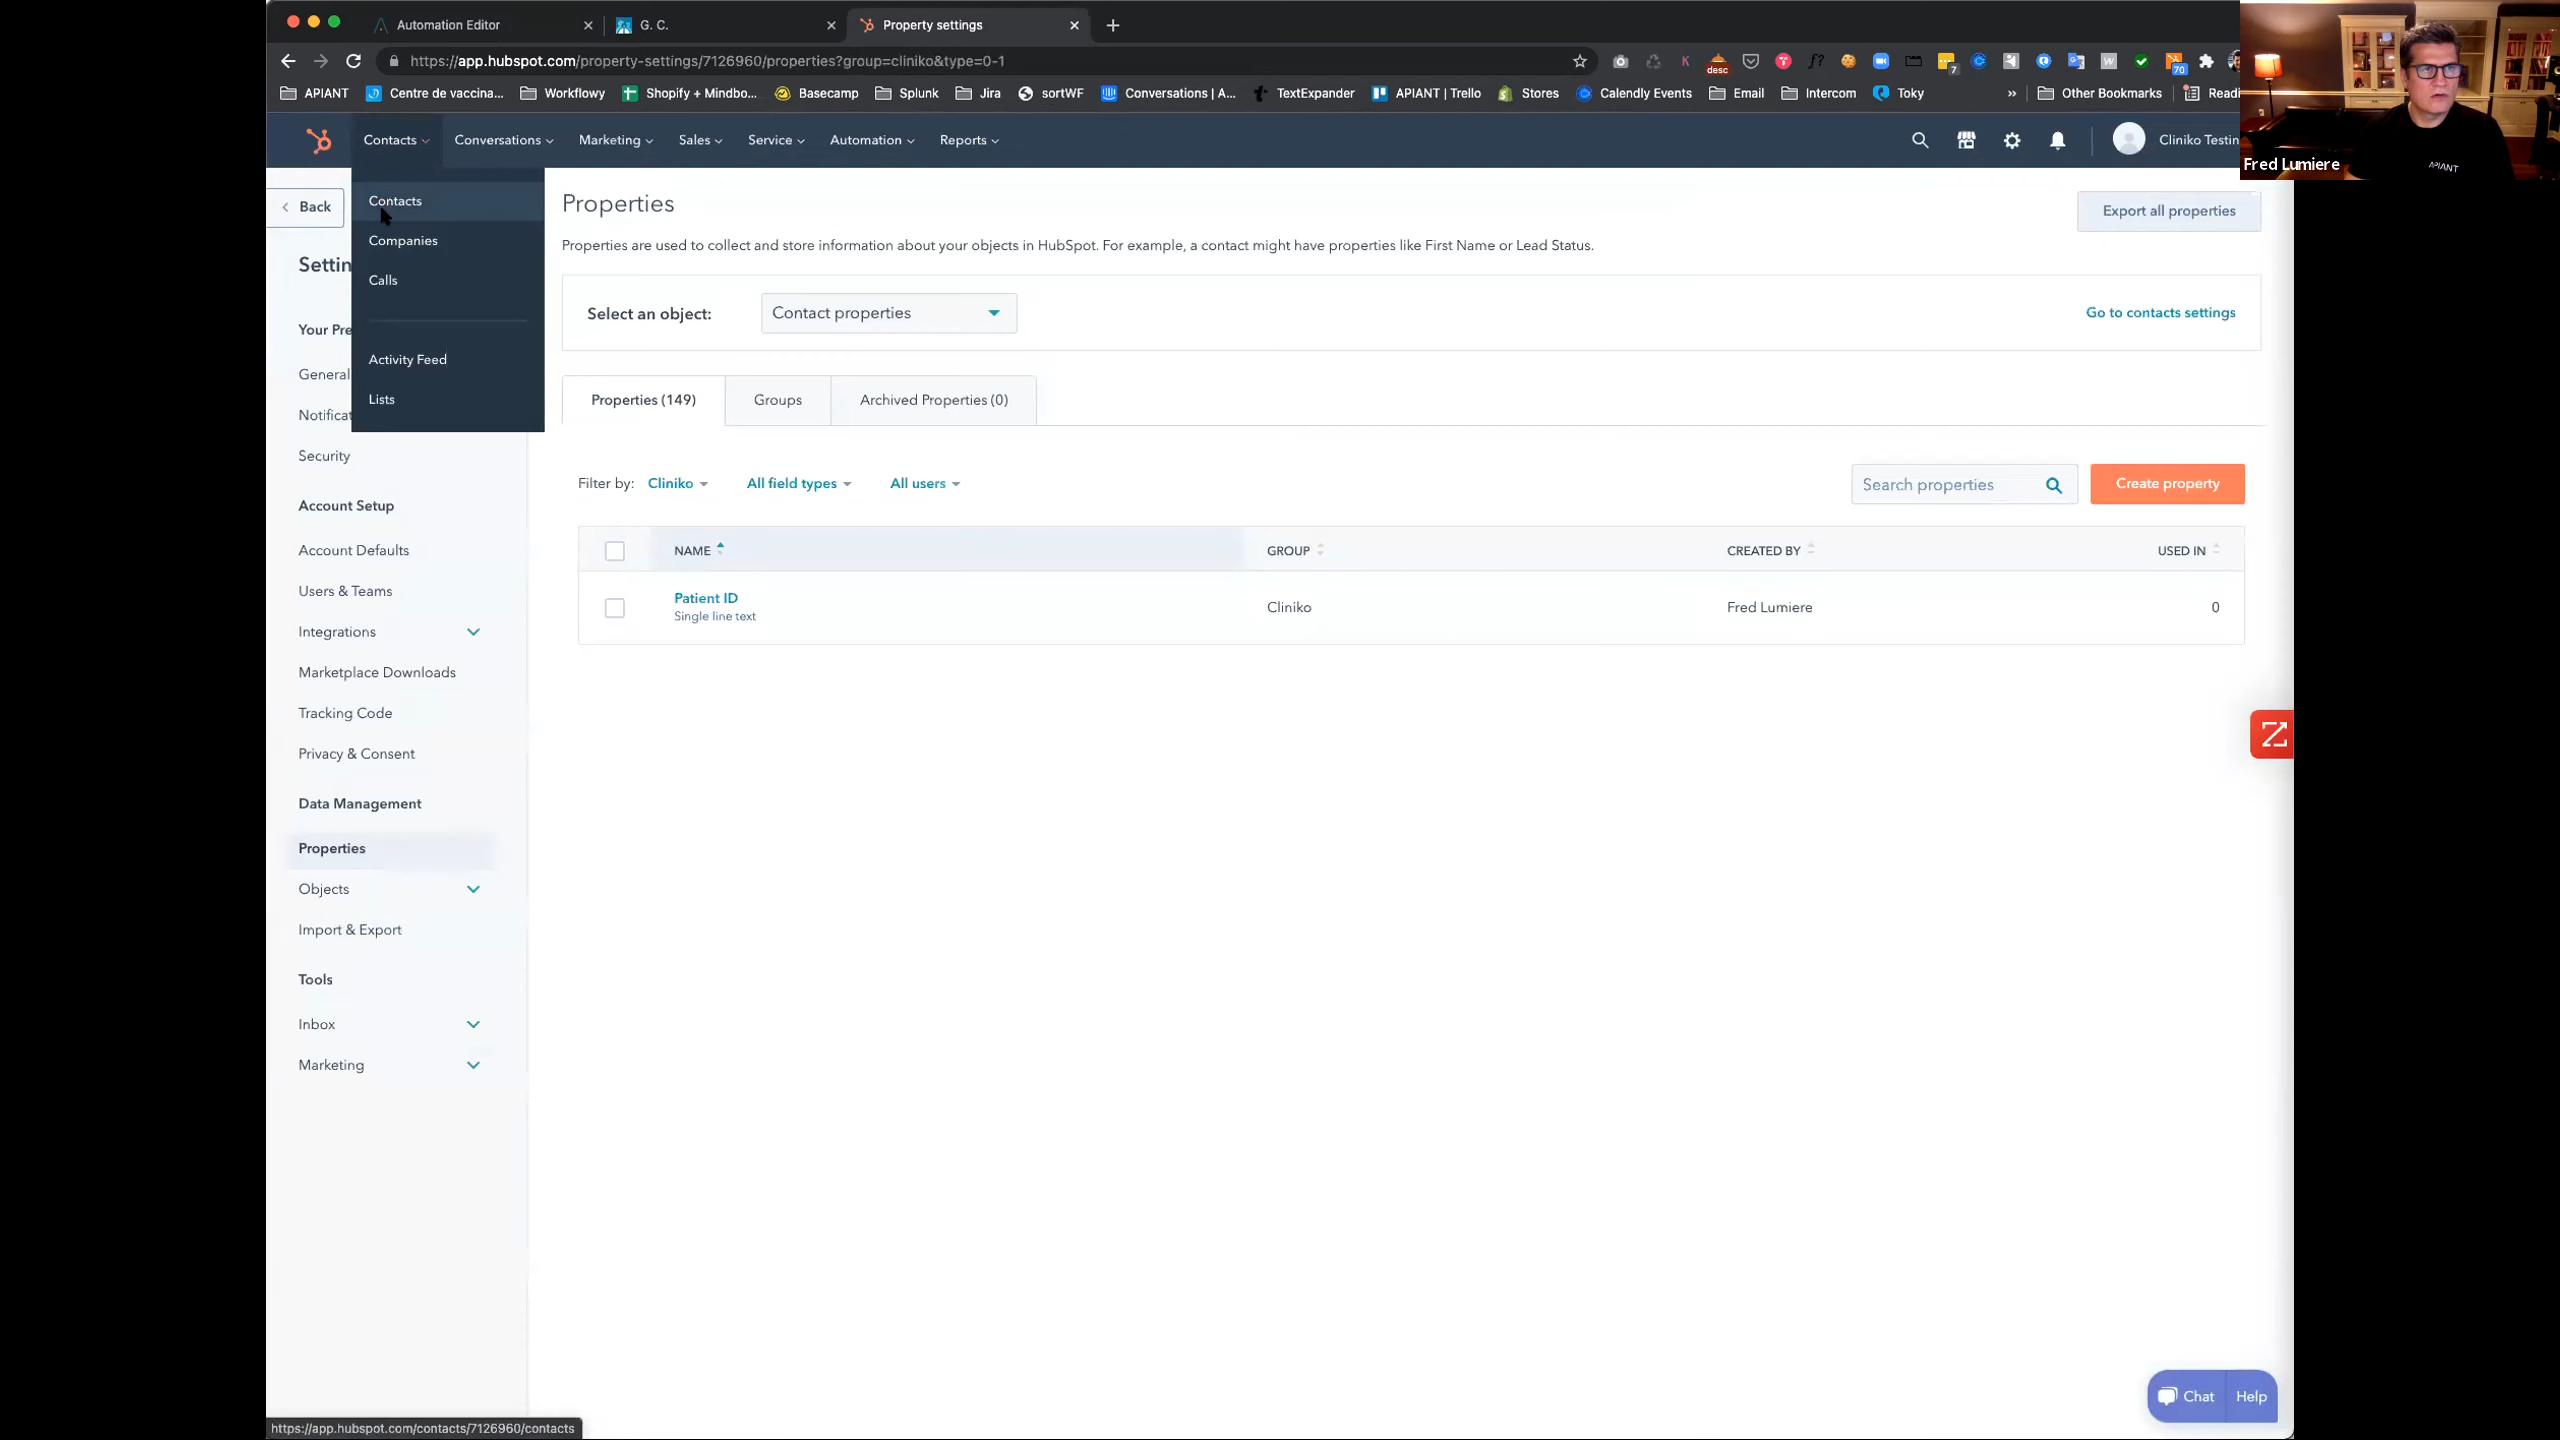 Automation Editor
G. C.
Property settings
https://app.hubspot.com/property-settings/7126960/properties?group=cliniko&type=0-1
desc
7
70
APIANT
Centre de vaccina...
Workflowy
Shopify + Mindbo...
Basecamp
Splunk
Jira
sortWF
Conversations | A...
TextExpander
APIANT | Trello
Stores
Calendly Events
Email
Intercom
Toky
»
Other Bookmarks
Readi
Contacts
Conversations
Marketing
Sales
Service
Automation
Reports
Cliniko Testin
APIANT
Fred Lumiere
Back
Contacts
Companies
Calls
Activity Feed
Lists
Settin
Your Pre
General
Notificat
Security
Account Setup
Account Defaults
Users & Teams
Integrations
Marketplace Downloads
Tracking Code
Privacy & Consent
Data Management
Properties
Objects
Import & Export
Tools
Inbox
Marketing
Properties
Export all properties
Properties are used to collect and store information about your objects in HubSpot. For example, a contact might have properties like First Name or Lead Status.
Select an object:
Contact properties
Go to contacts settings
Properties (149)
Groups
Archived Properties (0)
Filter by:
Cliniko
All field types
All users
Search properties
Create property
NAME
GROUP
CREATED BY
USED IN
Patient ID
Single line text
Cliniko
Fred Lumiere
0
Chat
Help
https://app.hubspot.com/contacts/7126960/contacts